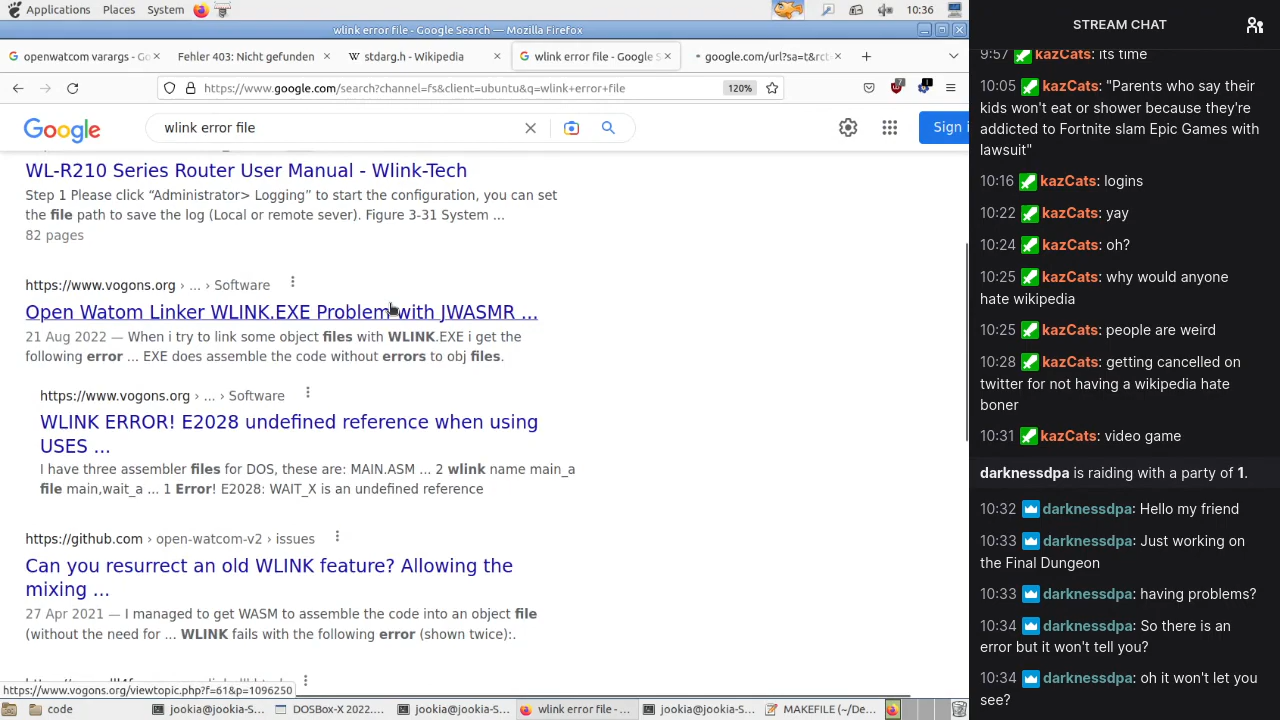 Applications Places System 10:36
wlink error file - Google Search — Mozilla Firefox
openwatcom varargs - Go
Fehler 403: Nicht gefunden
stdarg.h - Wikipedia
wlink error file - Google S
google.com/url?sa=t&rct
https://www.google.com/search?channel=fs&client=ubuntu&q=wlink+error+file 120%
Google wlink error file Sign i
WL-R210 Series Router User Manual - Wlink-Tech
Step 1 Please click “Administrator> Logging” to start the configuration, you can set
the file path to save the log (Local or remote sever). Figure 3-31 System ...
82 pages
https://www.vogons.org › ... › Software
Open Watom Linker WLINK.EXE Problem with JWASMR ...
21 Aug 2022 — When i try to link some object files with WLINK.EXE i get the
following error ... EXE does assemble the code without errors to obj files.
https://www.vogons.org › ... › Software
WLINK ERROR! E2028 undefined reference when using
USES ...
I have three assembler files for DOS, these are: MAIN.ASM ... 2 wlink name main_a
file main,wait_a ... 1 Error! E2028: WAIT_X is an undefined reference
https://github.com › open-watcom-v2 › issues
Can you resurrect an old WLINK feature? Allowing the
mixing ...
27 Apr 2021 — I managed to get WASM to assemble the code into an object file
(without the need for ... WLINK fails with the following error (shown twice):.
https://www.vogons.org/viewtopic.php?f=61&p=1096250
code
jookia@jookia-S...
DOSBox-X 2022....
jookia@jookia-S...
wlink error file - ...
jookia@jookia-S...
MAKEFILE (~/De...
STREAM CHAT
9:57 kazCats: its time
10:05 kazCats: "Parents who say their
kids won't eat or shower because they're
addicted to Fortnite slam Epic Games with
lawsuit"
10:16 kazCats: logins
10:22 kazCats: yay
10:24 kazCats: oh?
10:25 kazCats: why would anyone
hate wikipedia
10:25 kazCats: people are weird
10:28 kazCats: getting cancelled on
twitter for not having a wikipedia hate
boner
10:31 kazCats: video game
darknessdpa is raiding with a party of 1.
10:32 darknessdpa: Hello my friend
10:33 darknessdpa: Just working on
the Final Dungeon
10:33 darknessdpa: having problems?
10:34 darknessdpa: So there is an
error but it won't tell you?
10:34 darknessdpa: oh it won't let you
see?